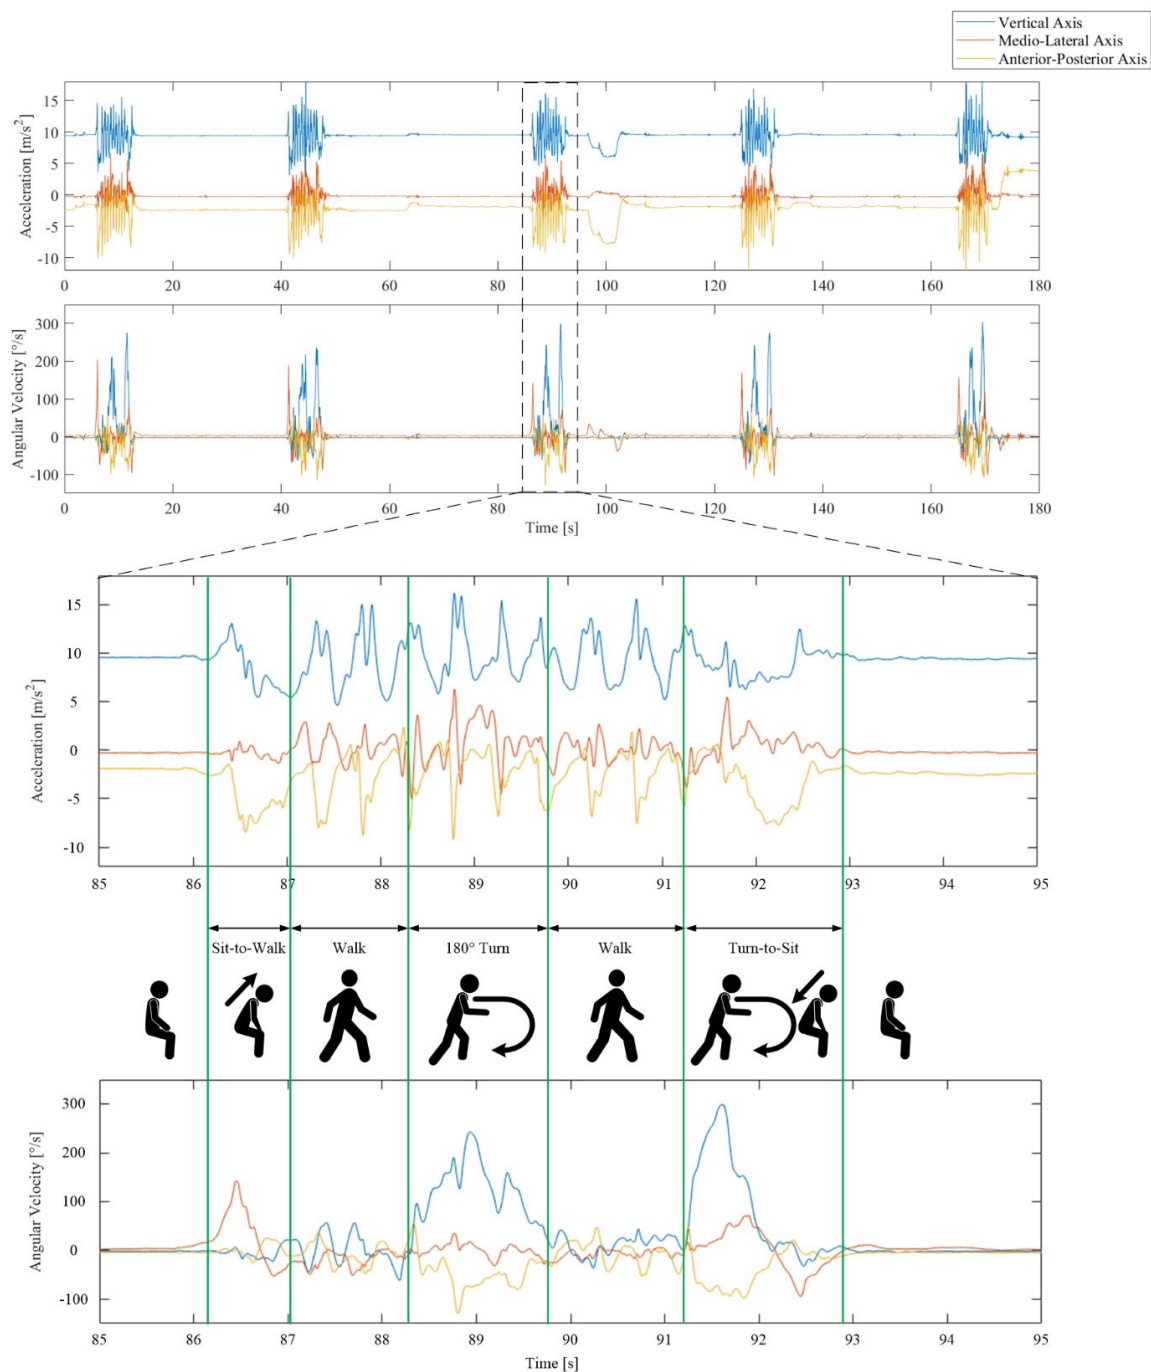 Vertical Axis
Medio-Lateral Axis
Anterior-Posterior Axis
Acceleration [m/s²]
15
10
5
0
-5
-10
0 20 40 60 80 100 120 140 160 180
Angular Velocity [°/s]
300
200
100
0
-100
0 20 40 60 80 100 120 140 160 180
Time [s]
Acceleration [m/s²]
15
10
5
0
-5
-10
85 86 87 88 89 90 91 92 93 94 95
Sit-to-Walk Walk 180° Turn Walk Turn-to-Sit
Angular Velocity [°/s]
300
200
100
0
-100
85 86 87 88 89 90 91 92 93 94 95
Time [s]